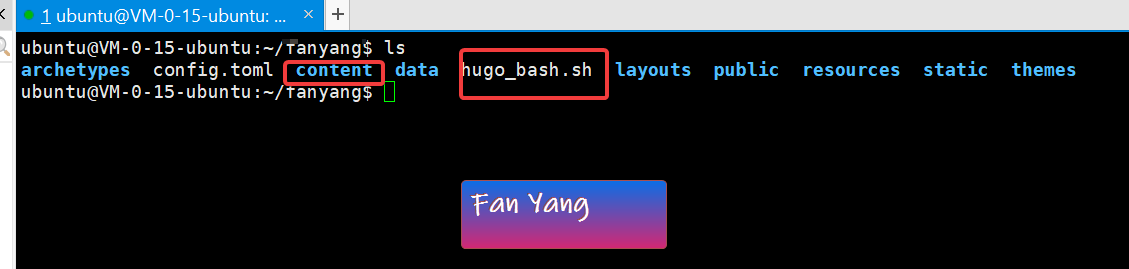 1 ubuntu@VM-0-15-ubuntu: ...
ubuntu@VM-0-15-ubuntu:~/fanyang$ ls
archetypes config.toml content data hugo_bash.sh layouts public resources static themes
ubuntu@VM-0-15-ubuntu:~/fanyang$
Fan Yang